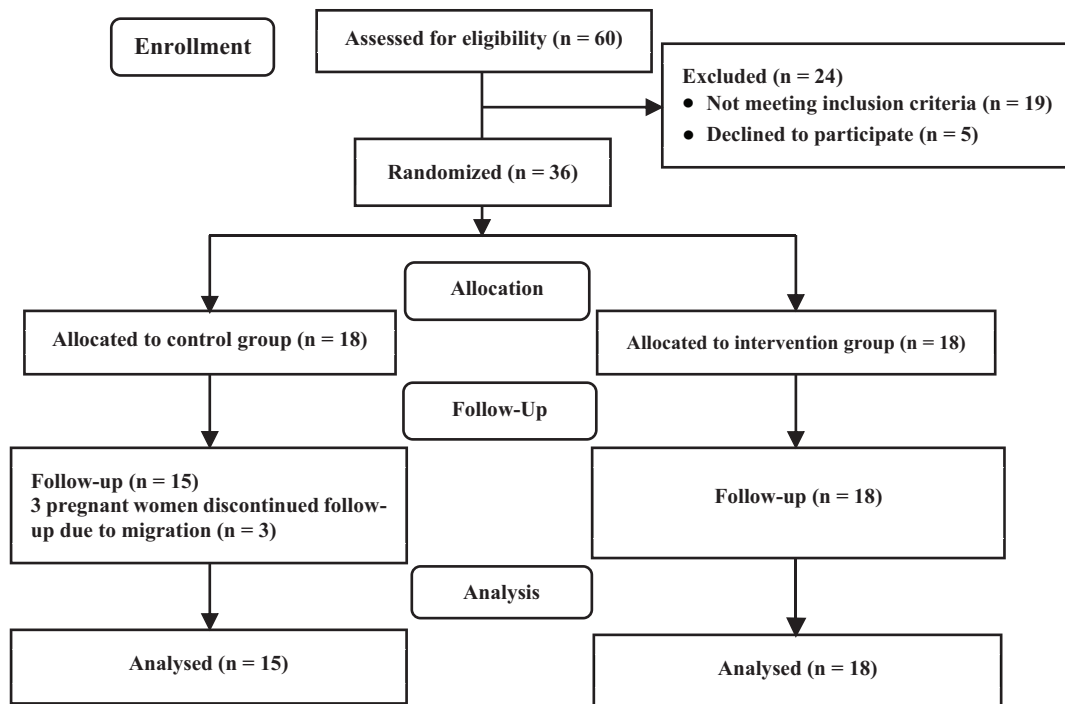 Enrollment
Assessed for eligibility (n = 60)
Excluded (n = 24)
● Not meeting inclusion criteria (n = 19)
● Declined to participate (n = 5)
Randomized (n = 36)
Allocation
Allocated to control group (n = 18)
Allocated to intervention group (n = 18)
Follow-Up
Follow-up (n = 15)
3 pregnant women discontinued follow-
up due to migration (n = 3)
Follow-up (n = 18)
Analysis
Analysed (n = 15)
Analysed (n = 18)